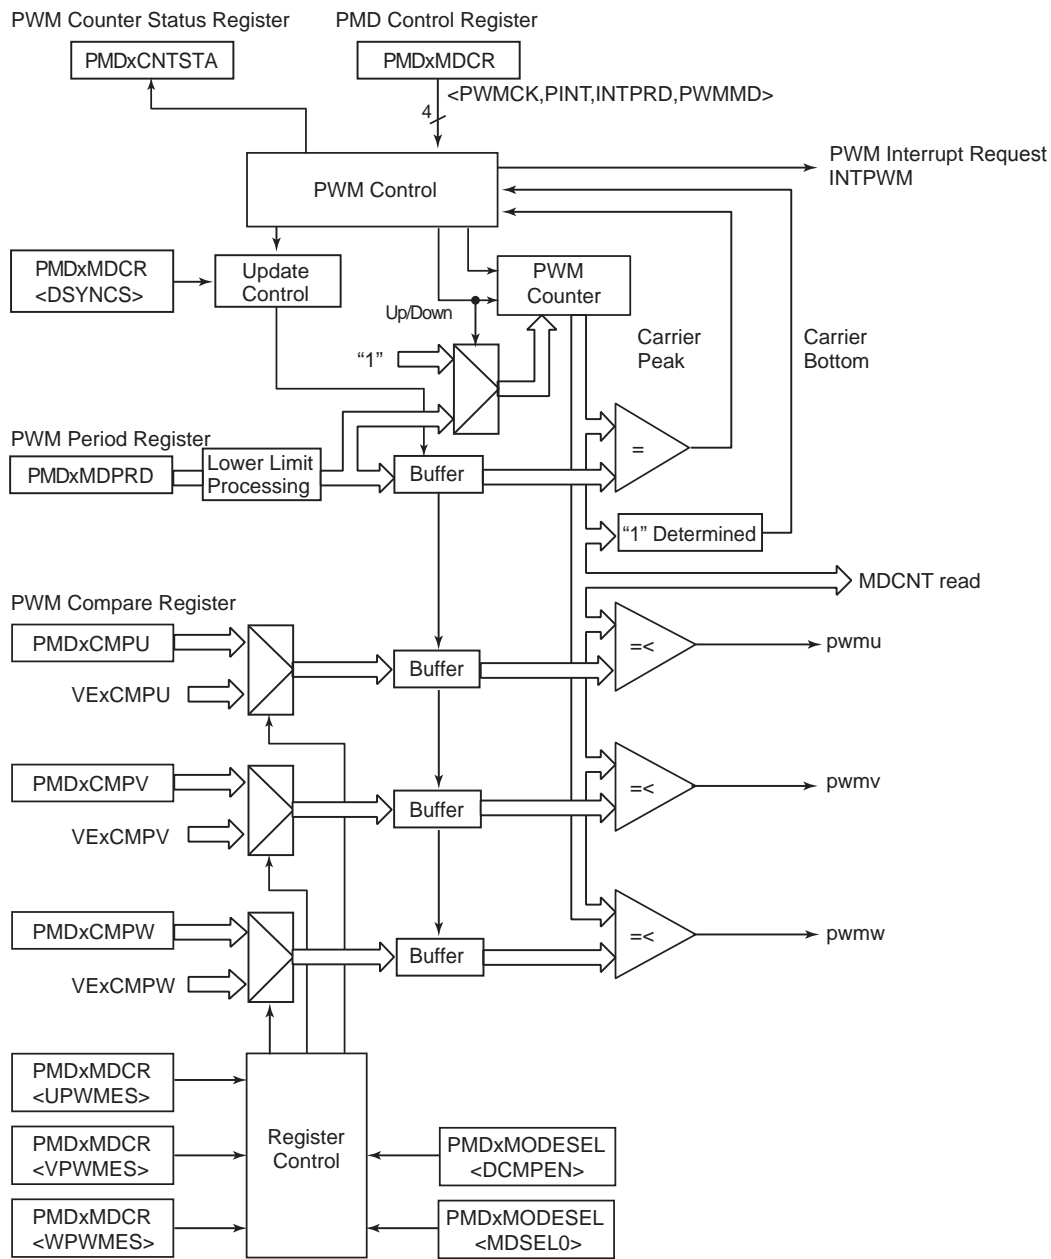 PWM Counter Status Register
PMD Control Register
PMDxCNTSTA
PMDxMDCR
<PWMCK,PINT,INTPRD,PWMMD>
4
PWM Control
PWM Interrupt Request
INTPWM
PMDxMDCR
<DSYNCS>
Update
Control
PWM
Counter
Up/Down
Carrier
Peak
Carrier
Bottom
“1”
PWM Period Register
PMDxMDPRD
Lower Limit
Processing
Buffer
=
“1” Determined
MDCNT read
PWM Compare Register
PMDxCMPU
VExCMPU
Buffer
=<
pwmu
PMDxCMPV
VExCMPV
Buffer
=<
pwmv
PMDxCMPW
VExCMPW
Buffer
=<
pwmw
PMDxMDCR
<UPWMES>
PMDxMDCR
<VPWMES>
PMDxMDCR
<WPWMES>
Register
Control
PMDxMODESEL
<DCMPEN>
PMDxMODESEL
<MDSEL0>